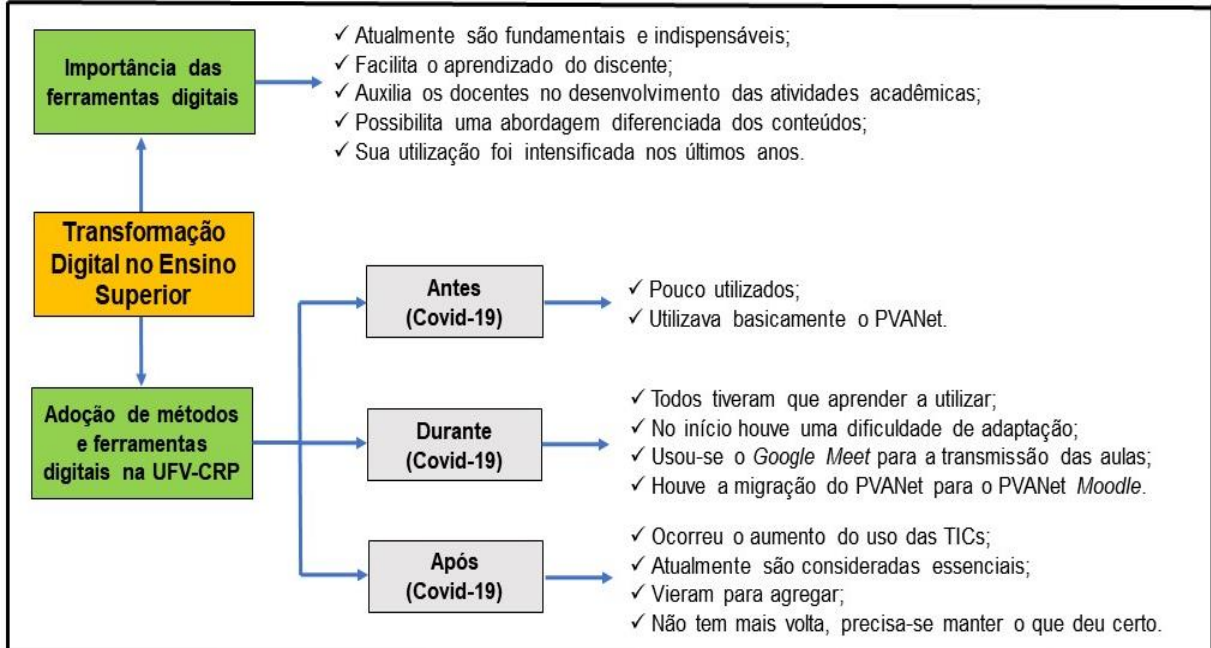 Importância das
ferramentas digitais
✓ Atualmente são fundamentais e indispensáveis;
✓ Facilita o aprendizado do discente;
✓ Auxilia os docentes no desenvolvimento das atividades acadêmicas;
✓ Possibilita uma abordagem diferenciada dos conteúdos;
✓ Sua utilização foi intensificada nos últimos anos.
Transformação
Digital no Ensino
Superior
Adoção de métodos
e ferramentas
digitais na UFV-CRP
Antes
(Covid-19)
✓ Pouco utilizados;
✓ Utilizava basicamente o PVANet.
Durante
(Covid-19)
✓ Todos tiveram que aprender a utilizar;
✓ No início houve uma dificuldade de adaptação;
✓ Usou-se o Google Meet para a transmissão das aulas;
✓ Houve a migração do PVANet para o PVANet Moodle.
Após
(Covid-19)
✓ Ocorreu o aumento do uso das TICs;
✓ Atualmente são consideradas essenciais;
✓ Vieram para agregar;
✓ Não tem mais volta, precisa-se manter o que deu certo.